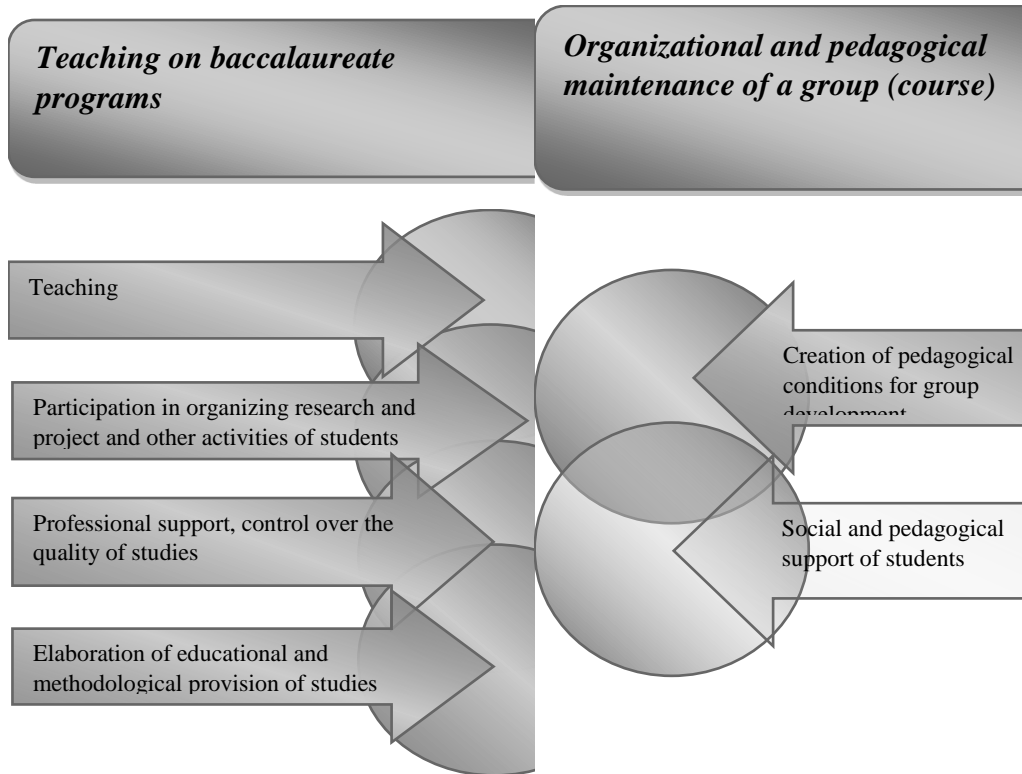 Teaching on baccalaureate
programs
Organizational and pedagogical
maintenance of a group (course)
Teaching
Participation in organizing research and
project and other activities of students
Professional support, control over the
quality of studies
Elaboration of educational and
methodological provision of studies
Creation of pedagogical
conditions for group
development
Social and pedagogical
support of students